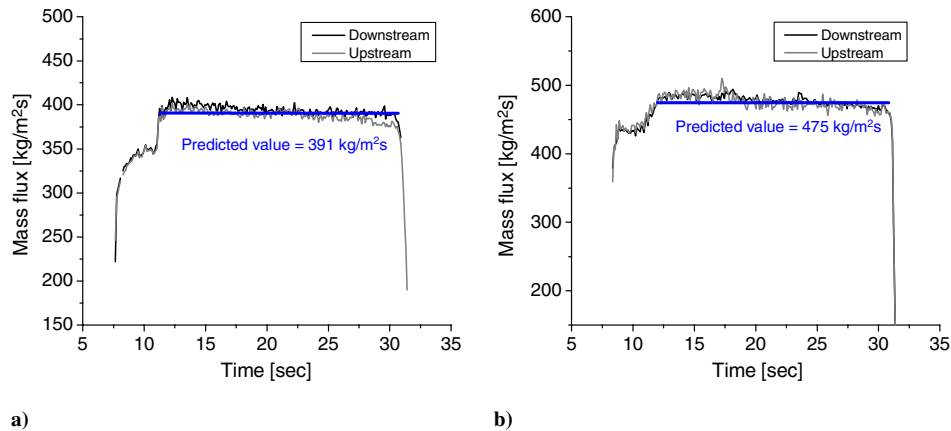 500
450
400
350
300
250
200
150
5
10
15
20
25
30
35
Mass flux [kg/m²s]
Time [sec]
Downstream
Upstream
Predicted value = 391 kg/m²s
a)
600
500
400
300
200
5
10
15
20
25
30
35
Mass flux [kg/m²s]
Time [sec]
Downstream
Upstream
Predicted value = 475 kg/m²s
b)